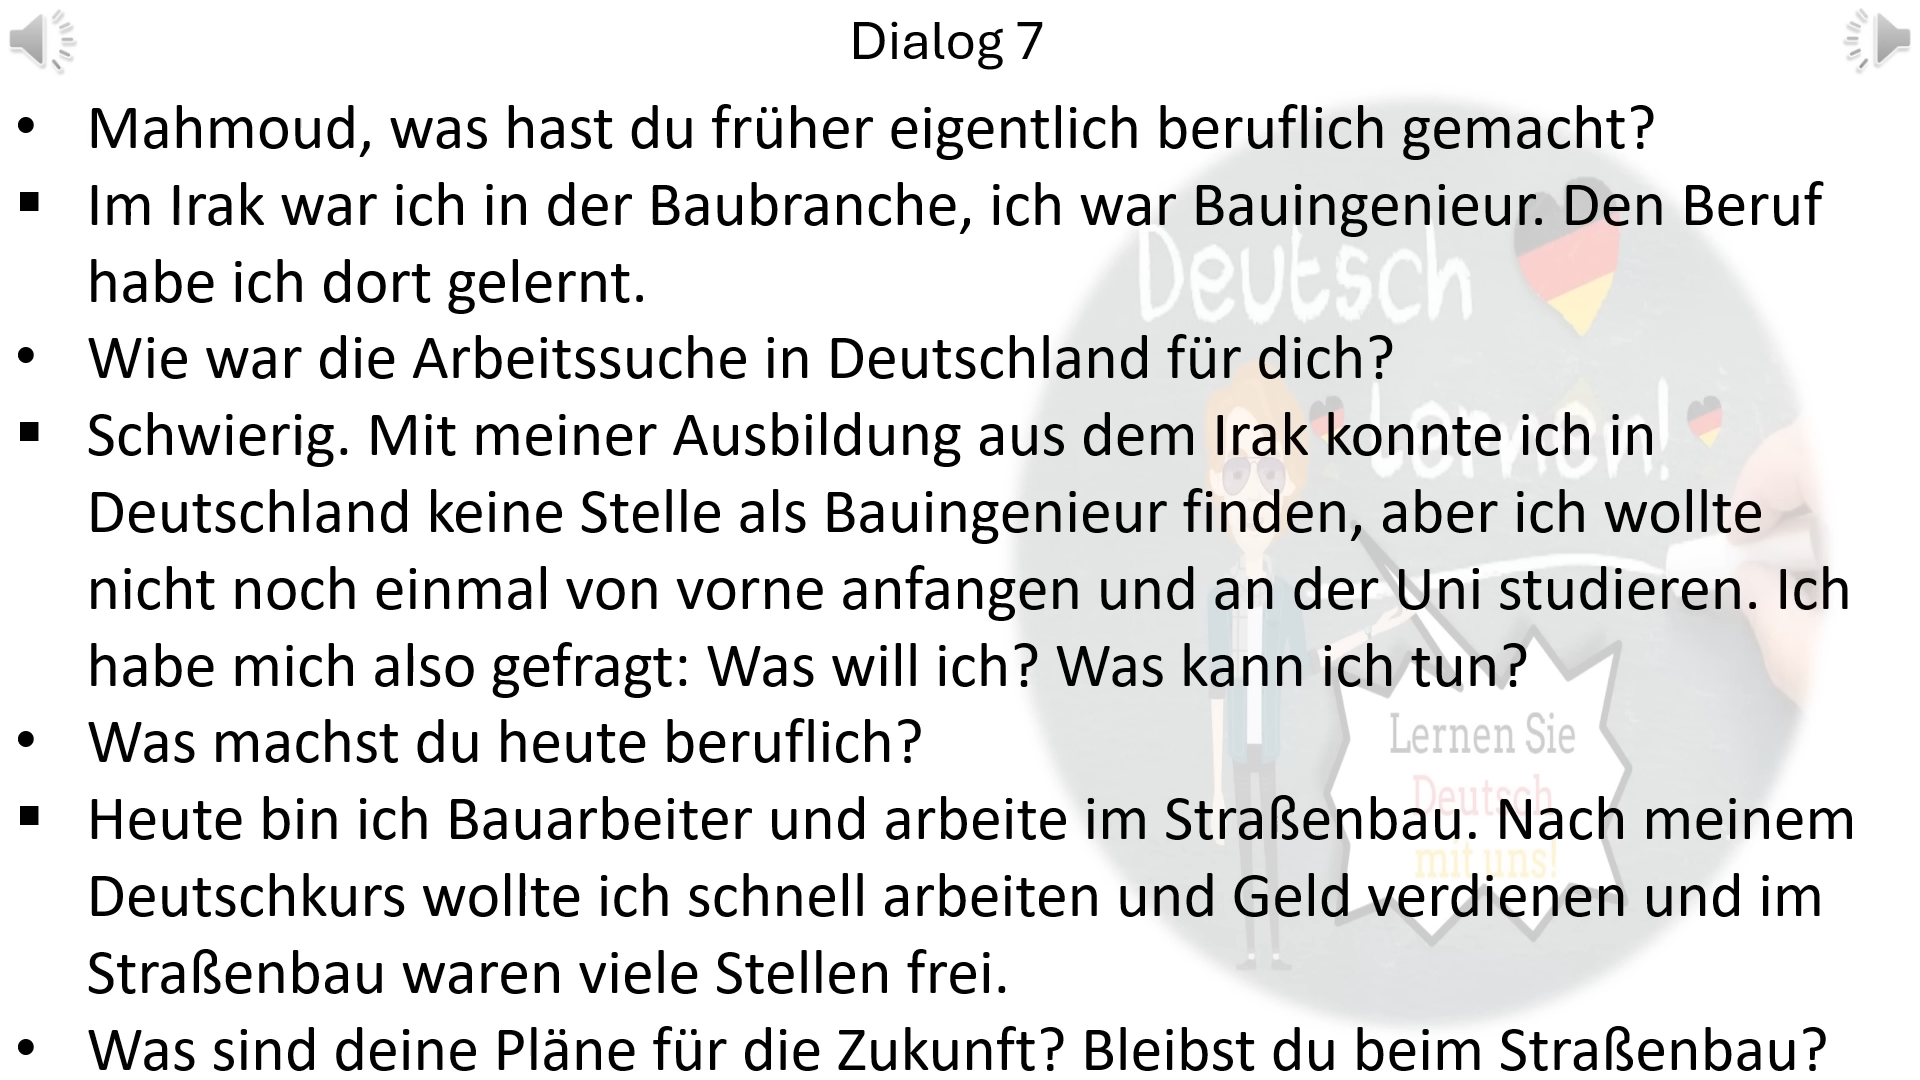 Dialog 7
• Mahmoud, was hast du früher eigentlich beruflich gemacht?
▪ Im Irak war ich in der Baubranche, ich war Bauingenieur. Den Beruf
habe ich dort gelernt.
• Wie war die Arbeitssuche in Deutschland für dich?
▪ Schwierig. Mit meiner Ausbildung aus dem Irak konnte ich in
Deutschland keine Stelle als Bauingenieur finden, aber ich wollte
nicht noch einmal von vorne anfangen und an der Uni studieren. Ich
habe mich also gefragt: Was will ich? Was kann ich tun?
• Was machst du heute beruflich?
▪ Heute bin ich Bauarbeiter und arbeite im Straßenbau. Nach meinem
Deutschkurs wollte ich schnell arbeiten und Geld verdienen und im
Straßenbau waren viele Stellen frei.
• Was sind deine Pläne für die Zukunft? Bleibst du beim Straßenbau?
Deutsch
Lernen!
Lernen Sie
Deutsch
mit uns!